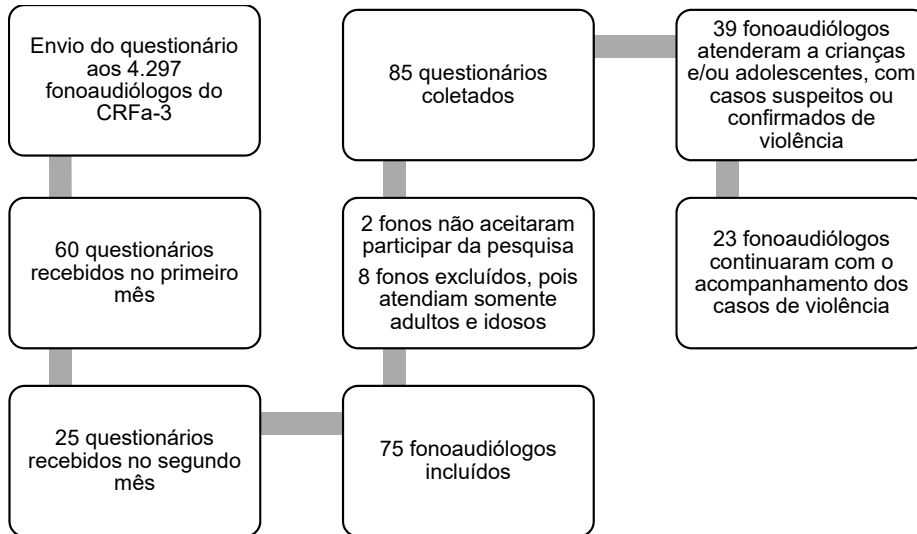 Envio do questionário
aos 4.297
fonoaudiólogos do
CRFa-3
60 questionários
recebidos no primeiro
mês
25 questionários
recebidos no segundo
mês
75 fonoaudiólogos
incluídos
2 fonos não aceitaram
participar da pesquisa
8 fonos excluídos, pois
atendiam somente
adultos e idosos
85 questionários
coletados
39 fonoaudiólogos
atenderam a crianças
e/ou adolescentes, com
casos suspeitos ou
confirmados de
violência
23 fonoaudiólogos
continuaram com o
acompanhamento dos
casos de violência